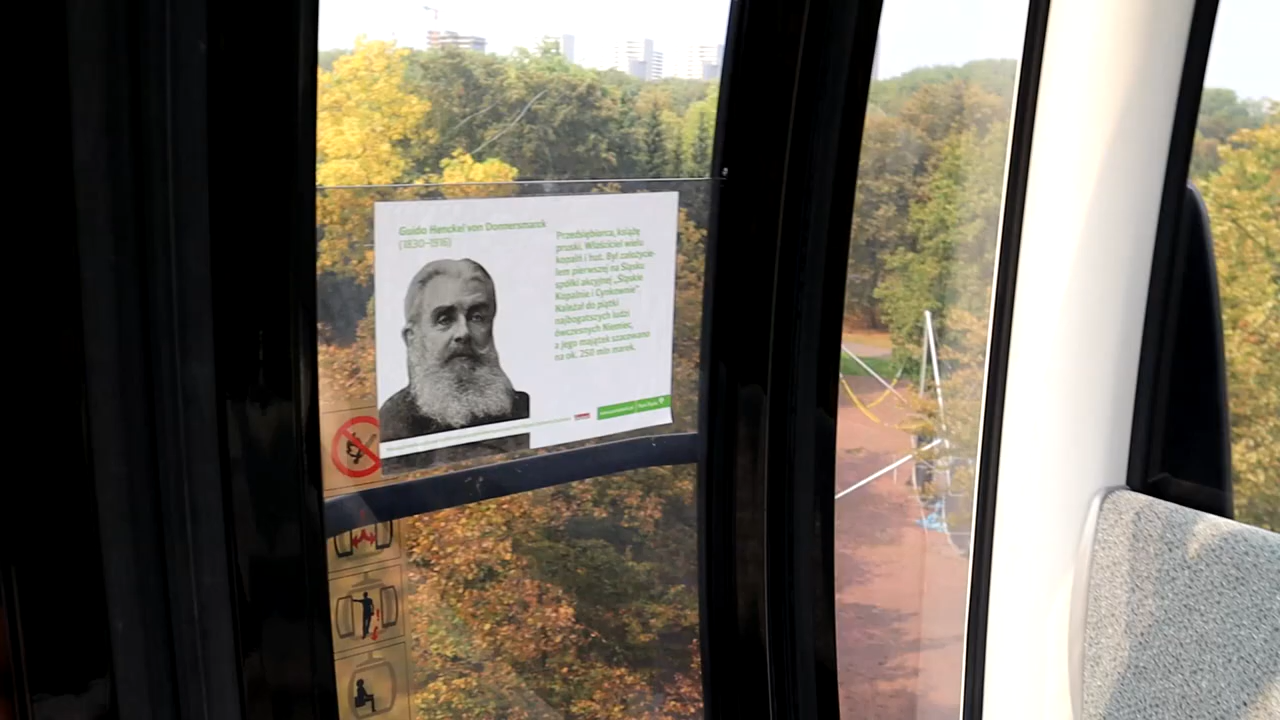 Guido Henckel von Donnersmarck
(1830–1916)
Przedsiębiorca, książę
pruski. Właściciel wielu
kopalń i hut. Był założycie-
lem pierwszej na Śląsku
spółki akcyjnej „Śląskie
Kopalnie i Cynkownie”.
Należał do piątki
najbogatszych ludzi
ówczesnych Niemiec,
a jego majątek szacowano
na ok. 250 mln marek.